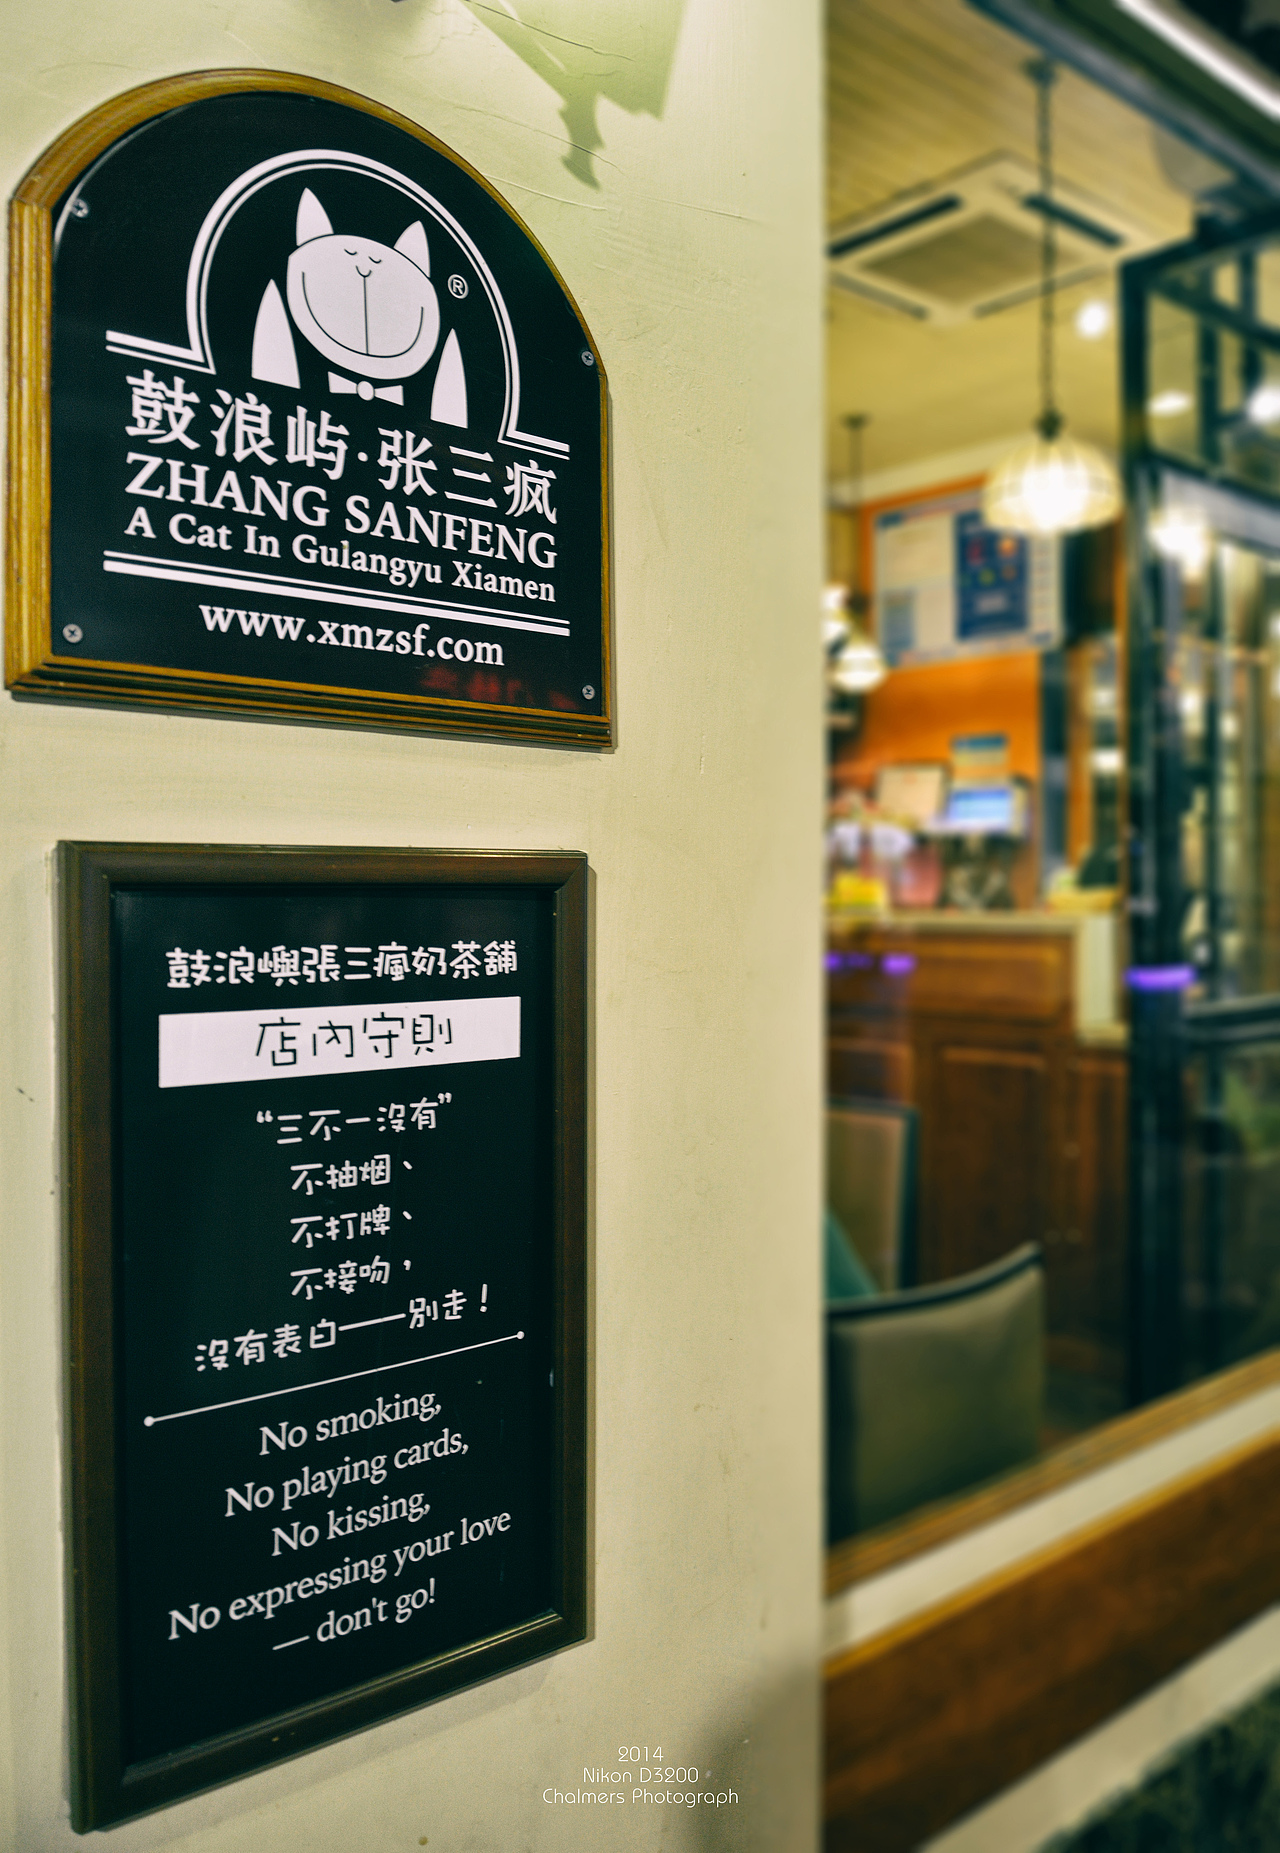 ®
鼓浪屿·张三疯
ZHANG SANFENG
A Cat In Gulangyu Xiamen
www.xmzsf.com
鼓浪嶼張三瘋奶茶舖
店內守則
“三不一沒有”
不抽烟、
不打牌、
不接吻，
沒有表白——別走！
No smoking,
No playing cards,
No kissing,
No expressing your love
— don't go!
2014
Nikon D3200
Chalmers Photograph